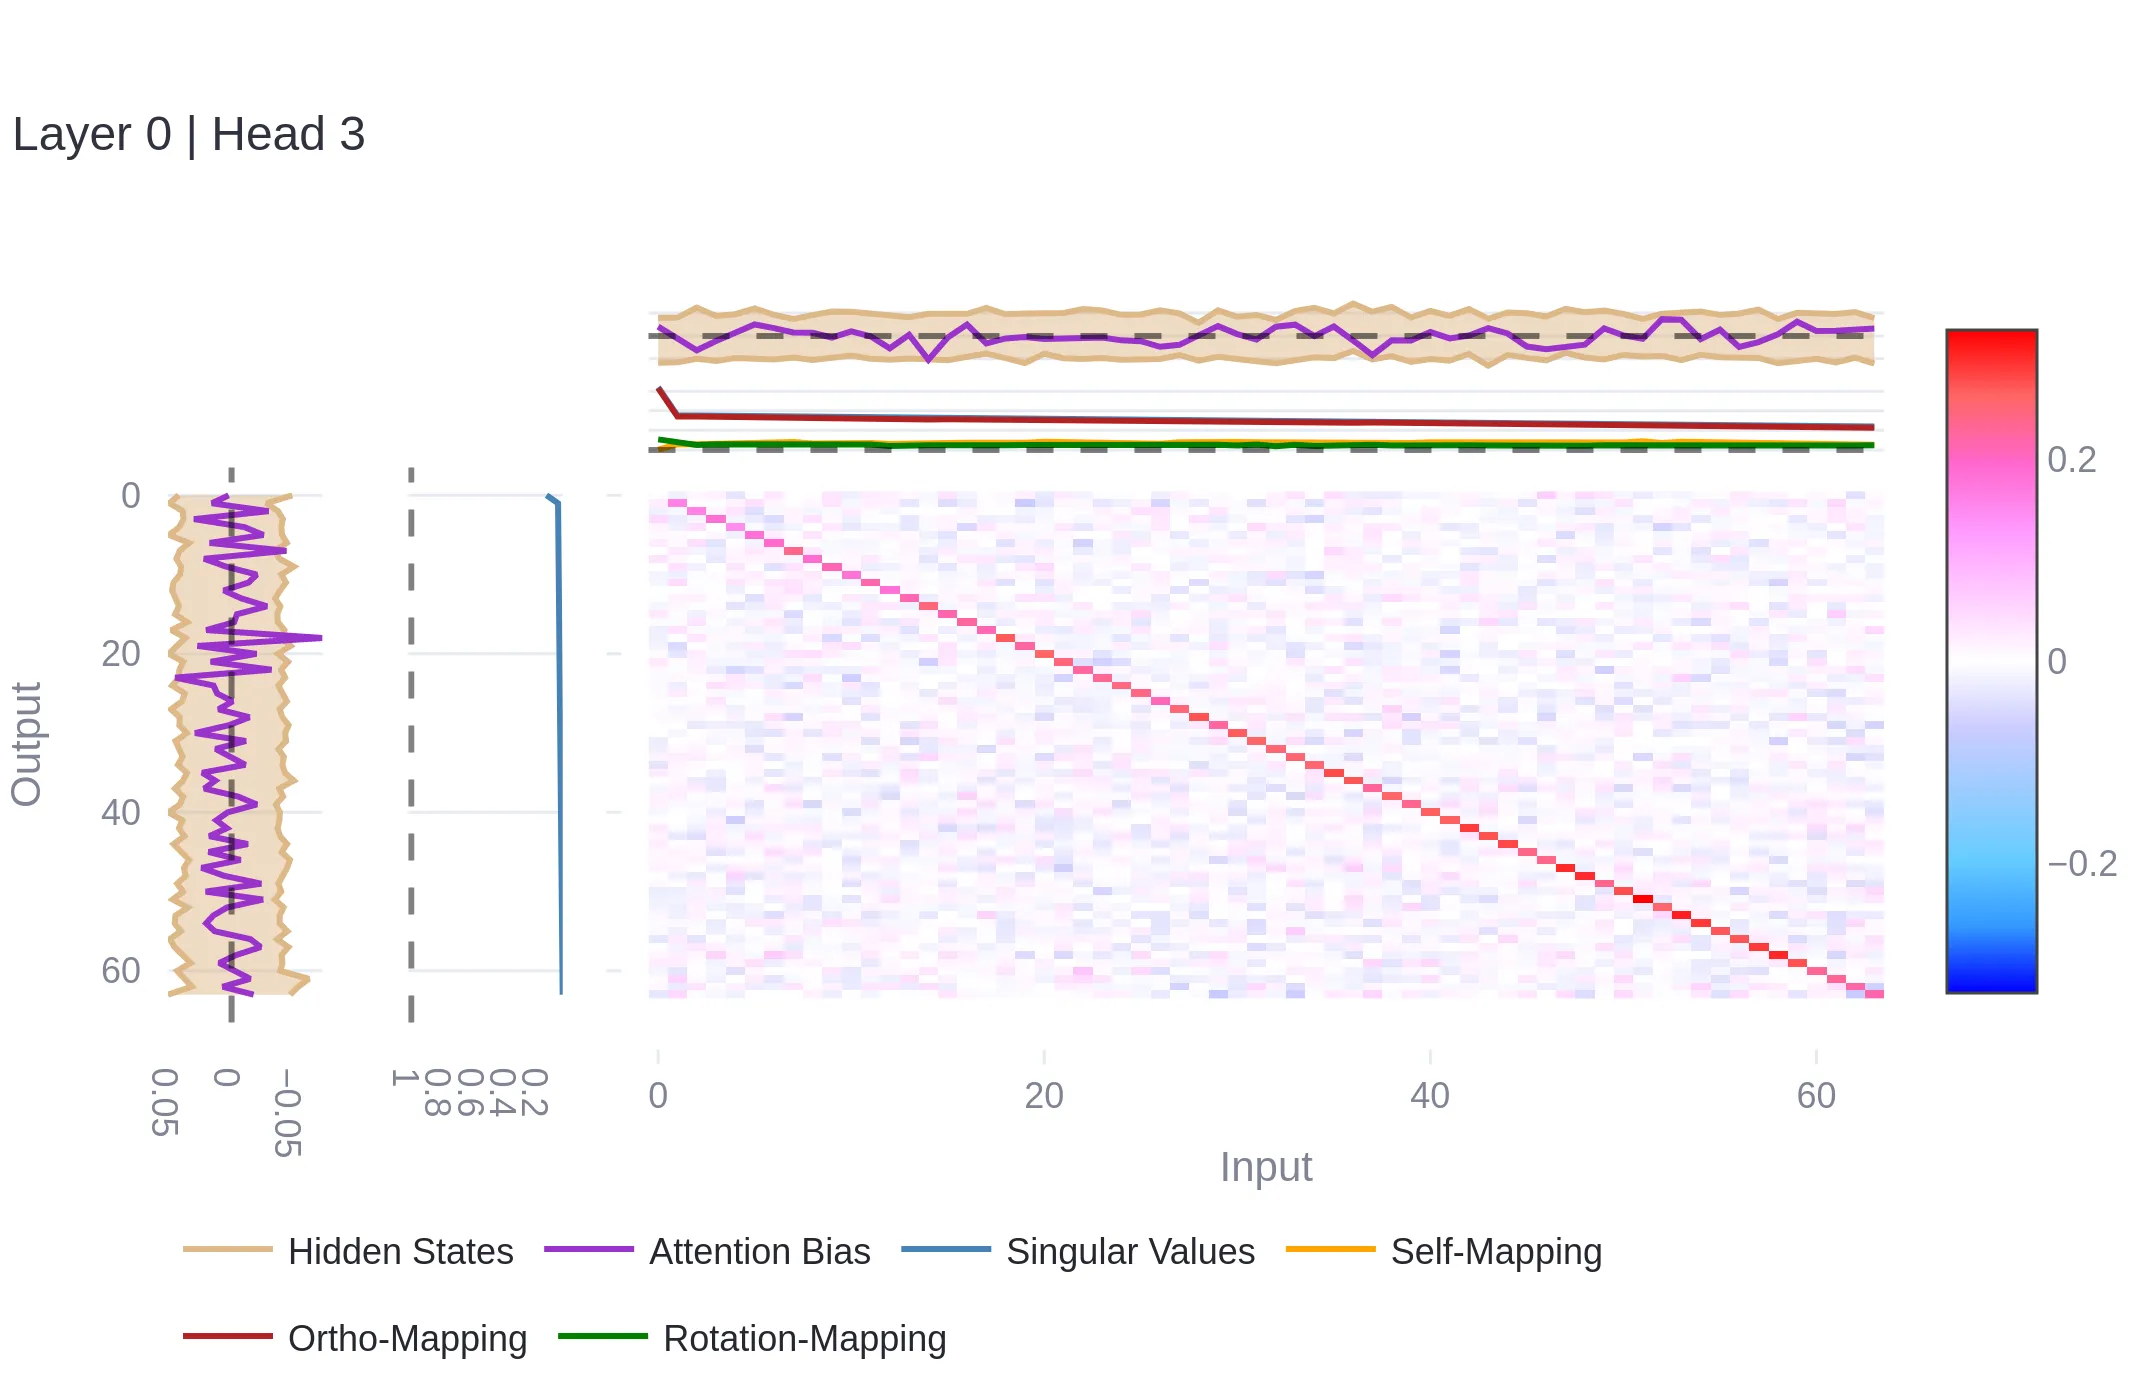 Layer 0 | Head 3
0
20
40
60
Output
0.05
0
−0.05
1
0.8
0.6
0.4
0.2
0
20
40
60
Input
0.2
0
−0.2
Hidden States
Attention Bias
Singular Values
Self-Mapping
Ortho-Mapping
Rotation-Mapping